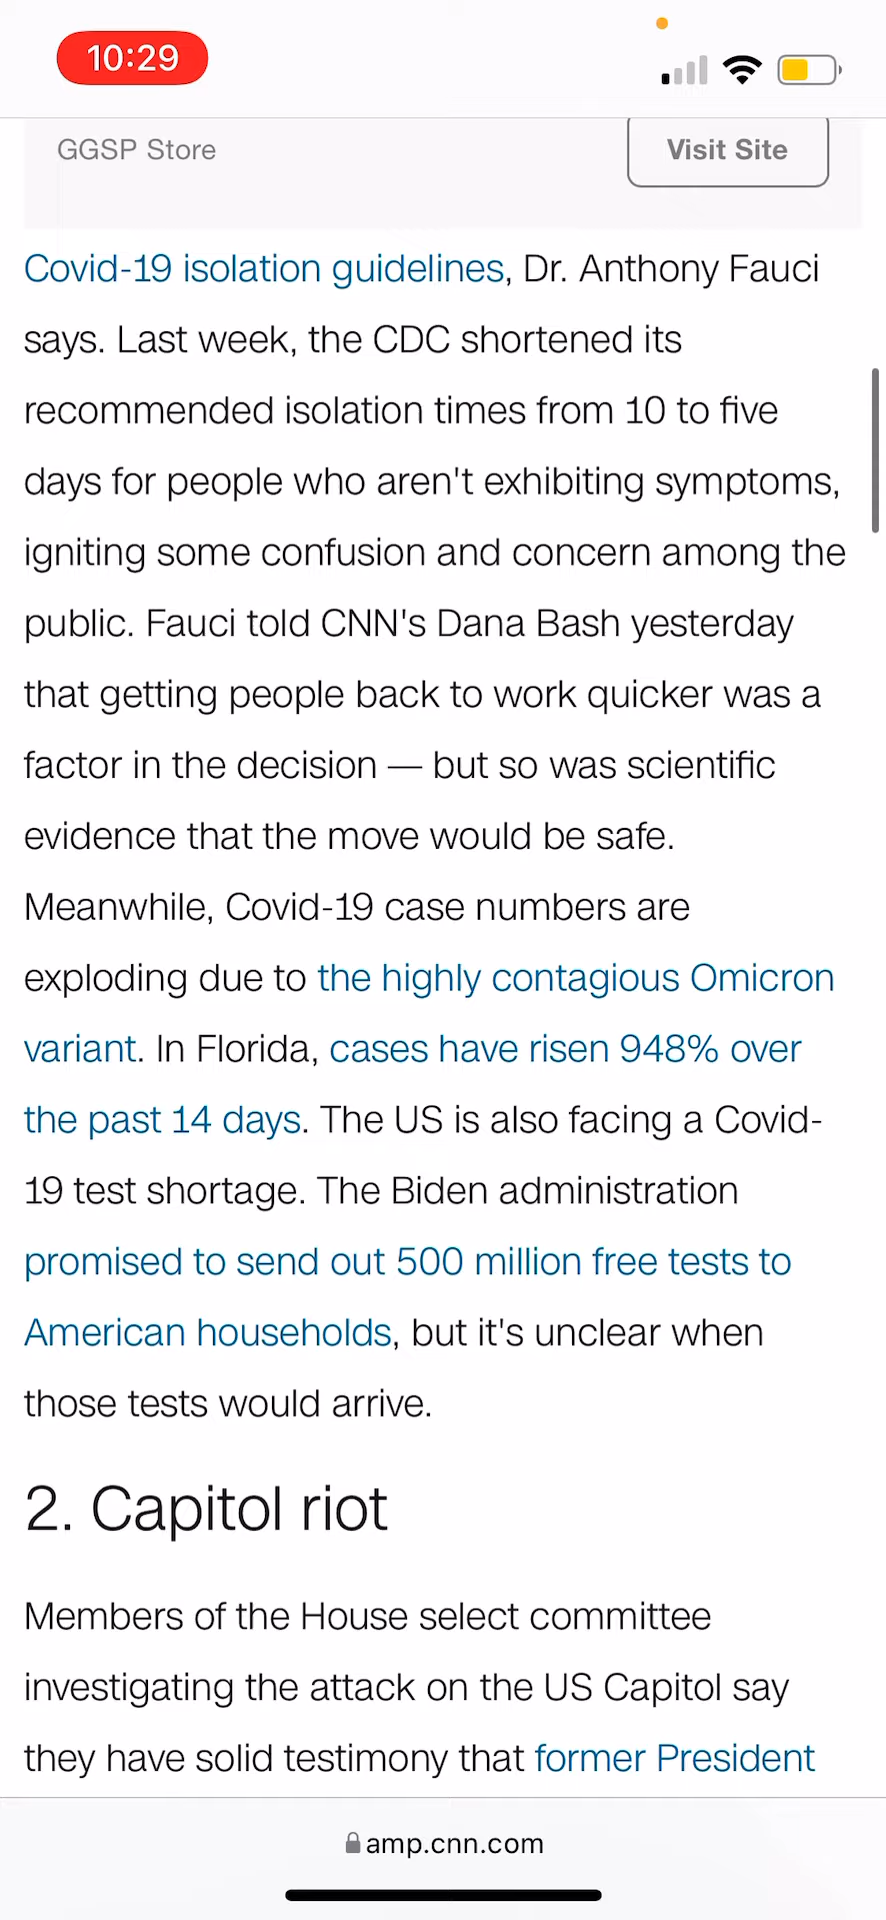 10:29
GGSP Store
Visit Site
Covid-19 isolation guidelines, Dr. Anthony Fauci
says. Last week, the CDC shortened its
recommended isolation times from 10 to five
days for people who aren't exhibiting symptoms,
igniting some confusion and concern among the
public. Fauci told CNN's Dana Bash yesterday
that getting people back to work quicker was a
factor in the decision — but so was scientific
evidence that the move would be safe.
Meanwhile, Covid-19 case numbers are
exploding due to the highly contagious Omicron
variant. In Florida, cases have risen 948% over
the past 14 days. The US is also facing a Covid-
19 test shortage. The Biden administration
promised to send out 500 million free tests to
American households, but it's unclear when
those tests would arrive.
2. Capitol riot
Members of the House select committee
investigating the attack on the US Capitol say
they have solid testimony that former President
amp.cnn.com